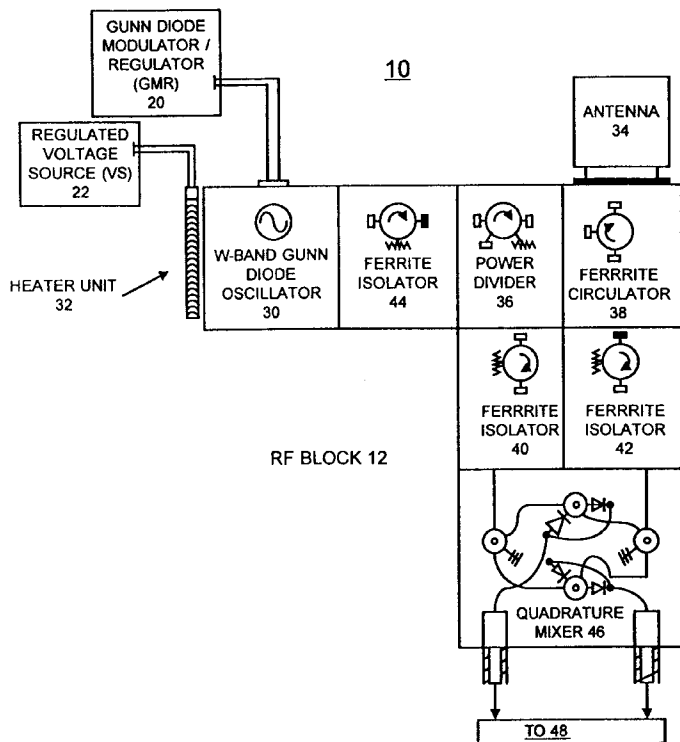 GUNN DIODE
MODULATOR /
REGULATOR
(GMR)
20
10
REGULATED
VOLTAGE
SOURCE (VS)
22
ANTENNA
34
HEATER UNIT
32
W-BAND GUNN
DIODE
OSCILLATOR
30
FERRITE
ISOLATOR
44
POWER
DIVIDER
36
FERRRITE
CIRCULATOR
38
FERRRITE
ISOLATOR
40
FERRRITE
ISOLATOR
42
RF BLOCK 12
QUADRATURE
MIXER 46
TO 48